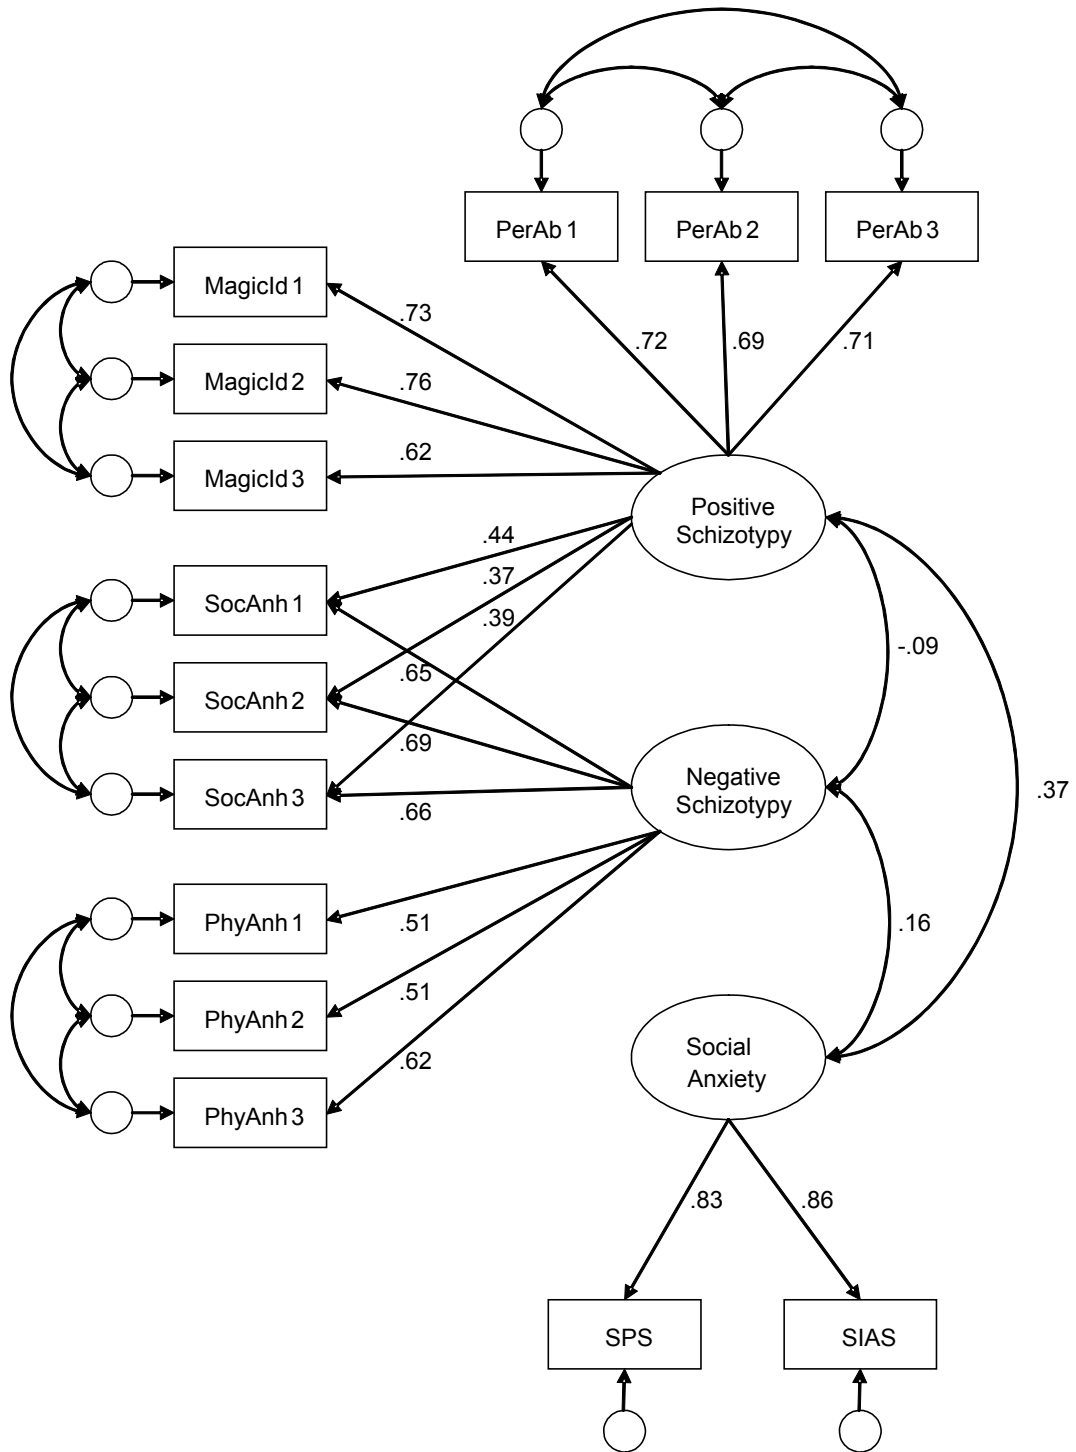 PerAb 1
PerAb 2
PerAb 3
MagicId 1
MagicId 2
MagicId 3
.73
.76
.62
.72
.69
.71
Positive
Schizotypy
SocAnh 1
SocAnh 2
SocAnh 3
.44
.37
.39
.65
.69
.66
-.09
Negative
Schizotypy
.37
PhyAnh 1
PhyAnh 2
PhyAnh 3
.51
.51
.62
.16
Social
Anxiety
.83
.86
SPS
SIAS